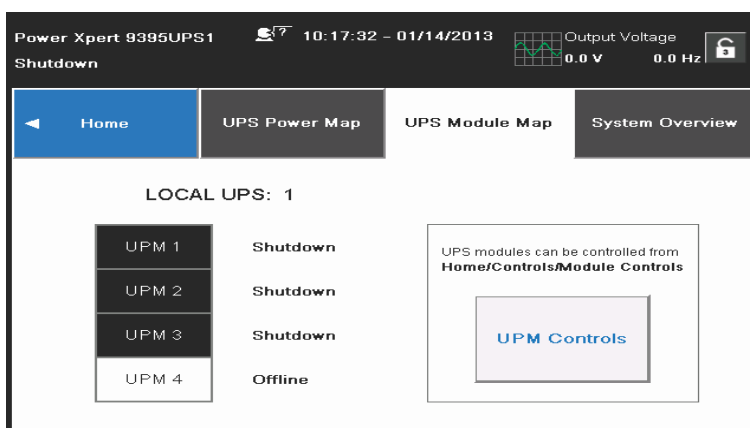 Power Xpert 9395UPS1
? 10:17:32 - 01/14/2013
Output Voltage
Shutdown
0.0 V 0.0 Hz
3
Home
UPS Power Map
UPS Module Map
System Overview
LOCAL UPS: 1
UPM 1 Shutdown
UPM 2 Shutdown
UPM 3 Shutdown
UPM 4 Offline
UPS modules can be controlled from
Home/Controls/Module Controls
UPM Controls